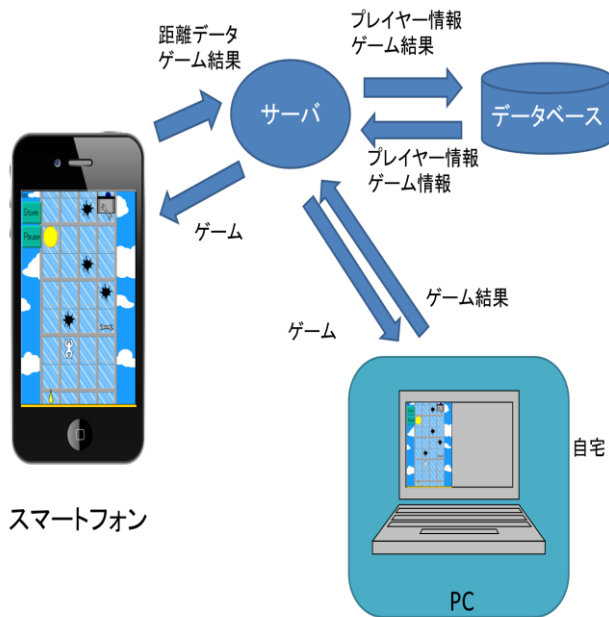 距離データ
ゲーム結果
プレイヤー情報
ゲーム結果
サーバ
データベース
プレイヤー情報
ゲーム情報
ゲーム
Store
Pause
ゲーム結果
ゲーム
自宅
スマートフォン
PC